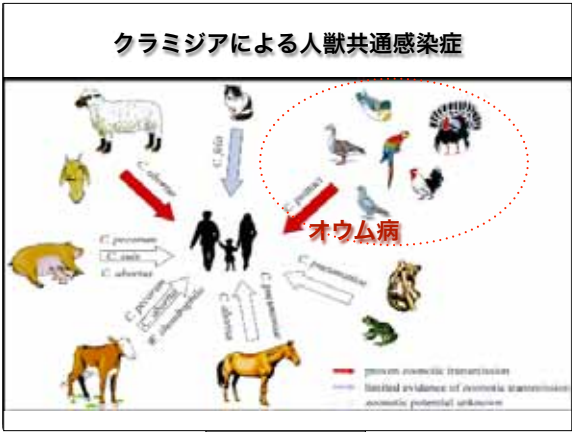 クラミジアによる人獣共通感染症
C. abortus
C. felis
C. psittaci
オウム病
C. pecorum
C. suis
C. abortus
C. pneumoniae
C. pecorum
C. abortus
W. chondrophila
C. abortus
C. pneumoniae
proven zoonotic transmission
limited evidence of zoonotic transmission
zoonotic potential unknown